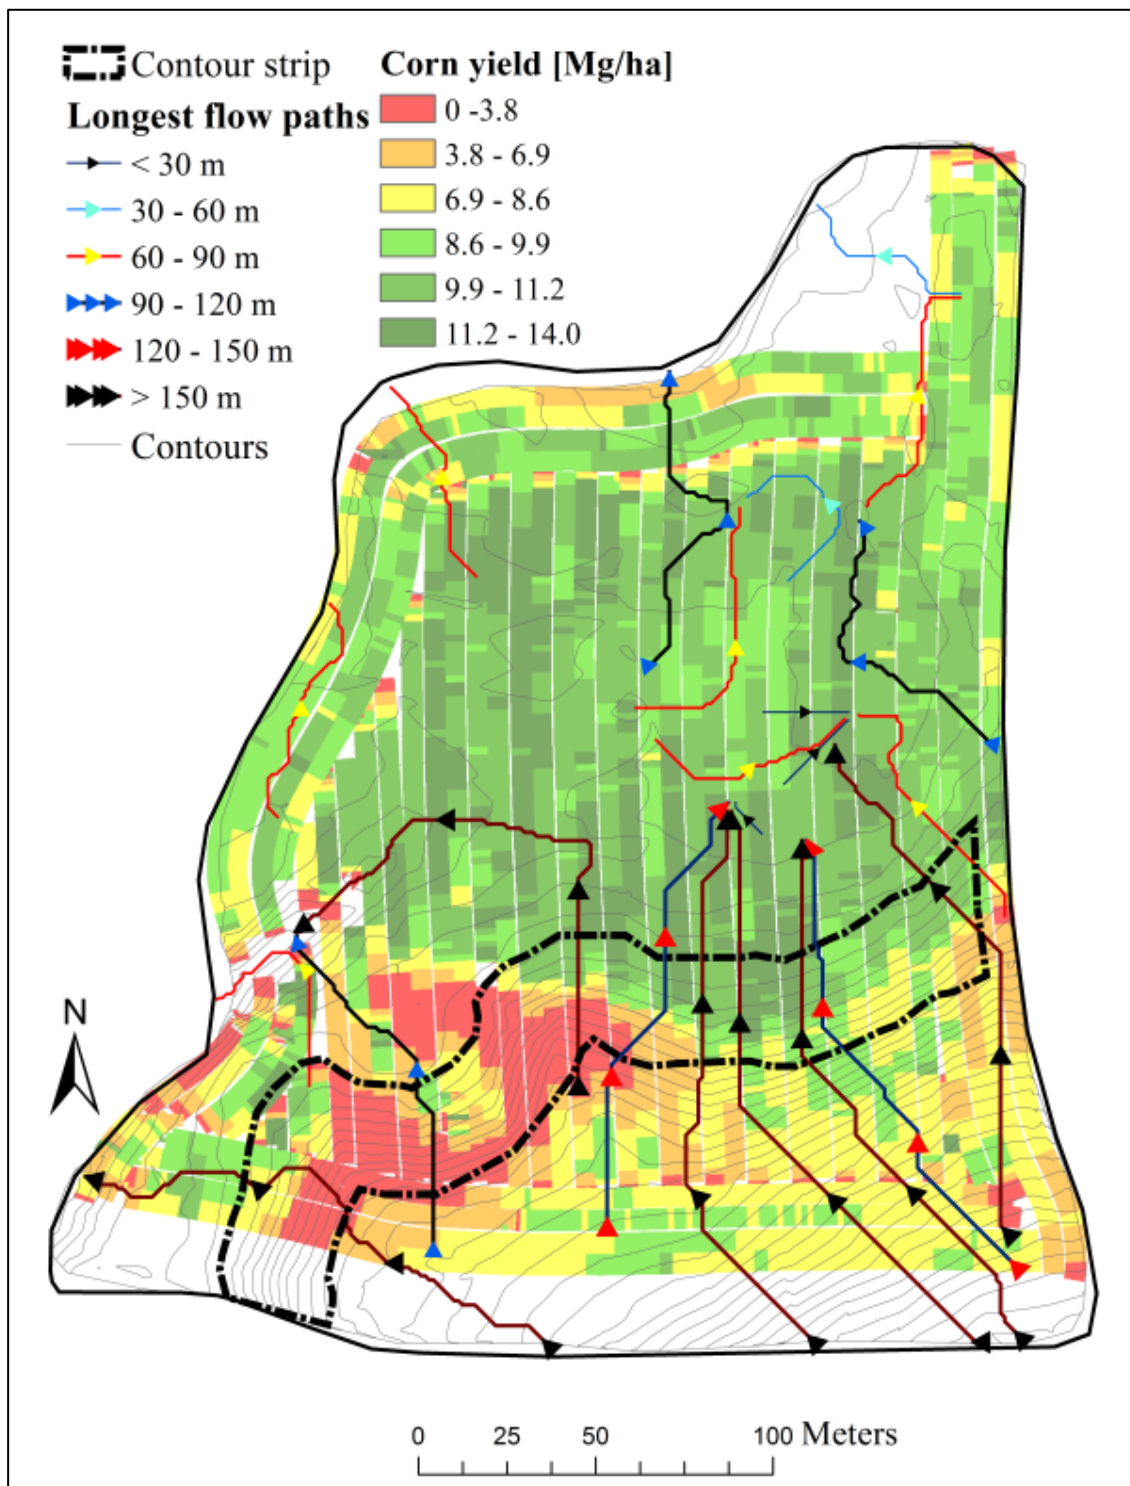 Contour strip
Longest flow paths
< 30 m
30 - 60 m
60 - 90 m
90 - 120 m
120 - 150 m
> 150 m
Contours
Corn yield [Mg/ha]
0 -3.8
3.8 - 6.9
6.9 - 8.6
8.6 - 9.9
9.9 - 11.2
11.2 - 14.0
N
0 25 50 100 Meters